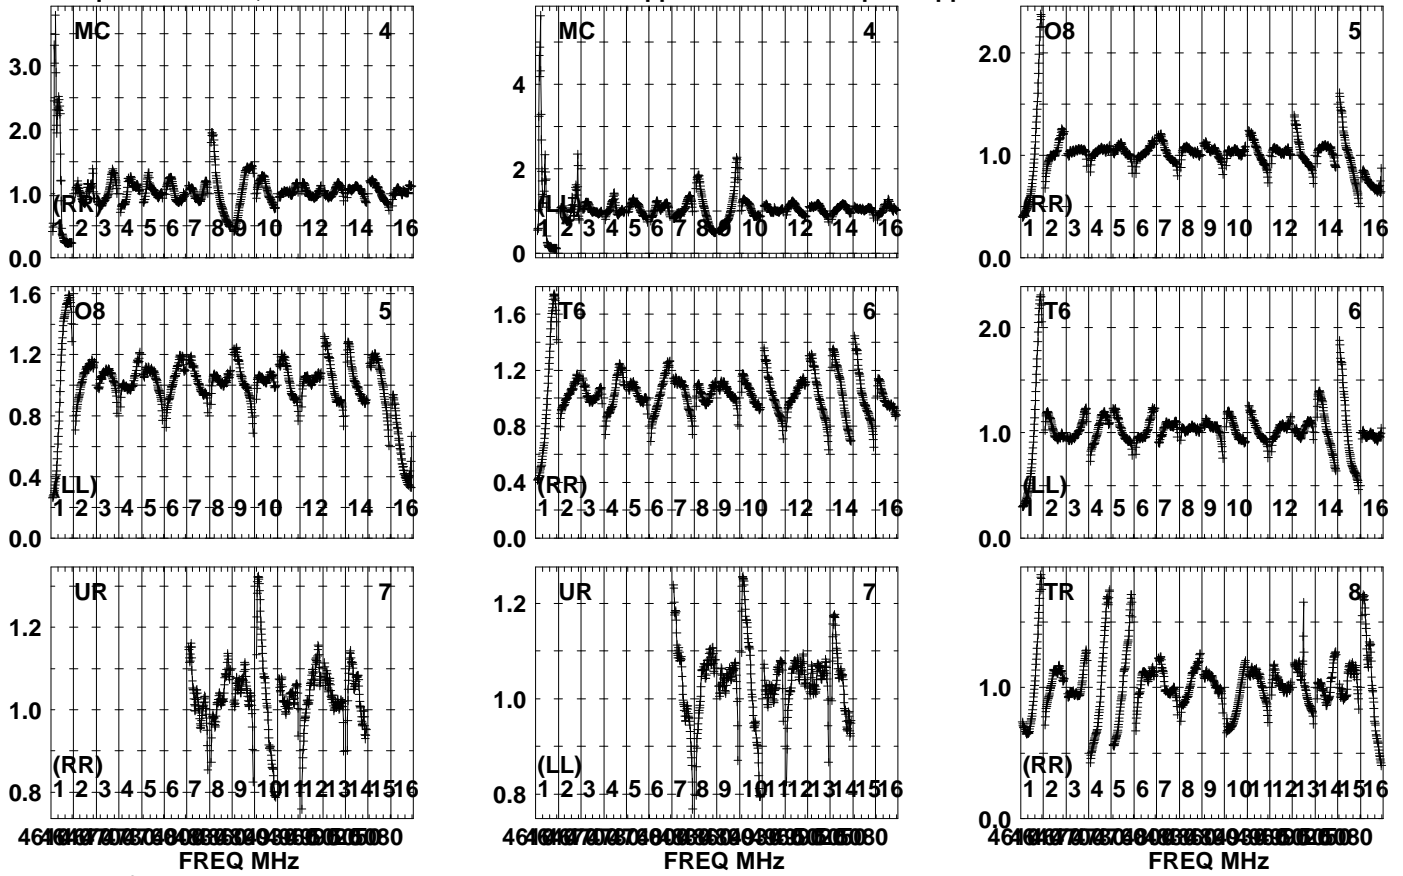 MC 4
3.0
2.0
1.0
0.0
(RR)
2 3 4 5 6 7 8 9 10 12 14 16
MC 4
4
2
0
1 2 3 4 5 6 7 8 9 10 12 14 16
O8 5
2.0
1.0
0.0
(RR)
1 2 3 4 5 6 7 8 9 10 12 14 16
O8 5
1.6
1.2
0.8
0.4
0.0
(LL)
1 2 3 4 5 6 7 8 9 10 12 14 16
T6 6
1.6
1.2
0.8
0.4
0.0
(RR)
1 2 3 4 5 6 7 8 9 10 12 14 16
T6 6
2.0
1.0
0.0
(LL)
1 2 3 4 5 6 7 8 9 10 12 14 16
UR 7
1.2
1.0
0.8
(RR)
1 2 3 4 5 6 7 8 9 10 11 12 13 14 15 16
FREQ MHz
UR 7
1.2
1.0
0.8
(LL)
1 2 3 4 5 6 7 8 9 10 11 12 13 14 15 16
FREQ MHz
TR 8
1.0
0.0
(RR)
1 2 3 4 5 6 7 8 9 10 11 12 13 14 15 16
FREQ MHz